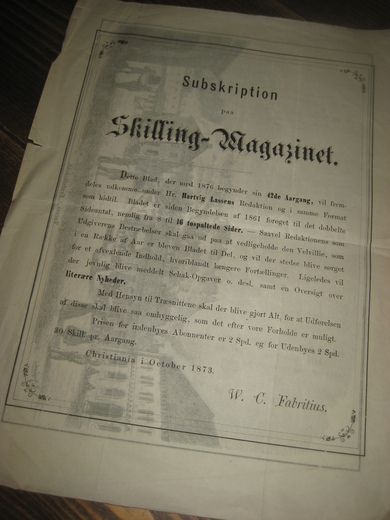 Subskription
paa
Skilling-Magazinet.
Dette Blad, der med 1876 begynder sin 42de Aargang, vil frem-
deles udkomme under Hr. Hartvig Lassens Redaktion og i samme Format
som hidtil. Bladet er siden Begyndelsen af 1861 forøget til det dobbelte
Sidental, nemlig fra 8 til 16 tospaltede Sider. — Saavel Redaktionens som
Udgiverens Bestræbelser skal gaa ud paa at vedligeholde den Velvillie, som
i en Række af Aar er bleven Bladet til Del, og vil der stedse blive sørget
for et afvexlende Indhold, hvoriblandt længere Fortællinger. Ligeledes vil
der jevnlig blive meddelt Schak-Opgaver o. desl. samt en Oversigt over
literære Nyheder.
Med Hensyn til Træsnittene skal der blive gjort Alt, for at Udførelsen
af disse skal blive saa omhyggelig, som det efter vore Forholde er muligt.
Prisen for indenbyes Abonnenter er 2 Spd. og for Udenbyes 2 Spd.
20 Skill. pr. Aargang.
Christiania i October 1873.
W. C. Fabritius.